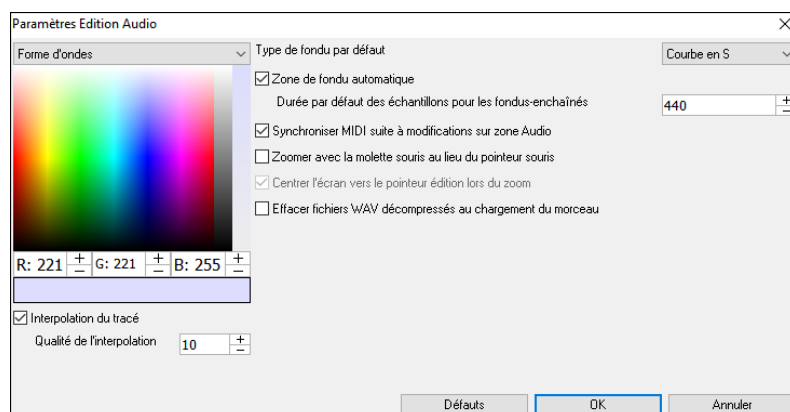 Paramètres Edition Audio
Forme d'ondes
Type de fondu par défaut
Courbe en S
Zone de fondu automatique
Durée par défaut des échantillons pour les fondus-enchaînés
440
Synchroniser MIDI suite à modifications sur zone Audio
Zoomer avec la molette souris au lieu du pointeur souris
Centrer l'écran vers le pointeur édition lors du zoom
Effacer fichiers WAV décompressés au chargement du morceau
R: 221
G: 221
B: 255
Interpolation du tracé
Qualité de l'interpolation
10
Défauts
OK
Annuler